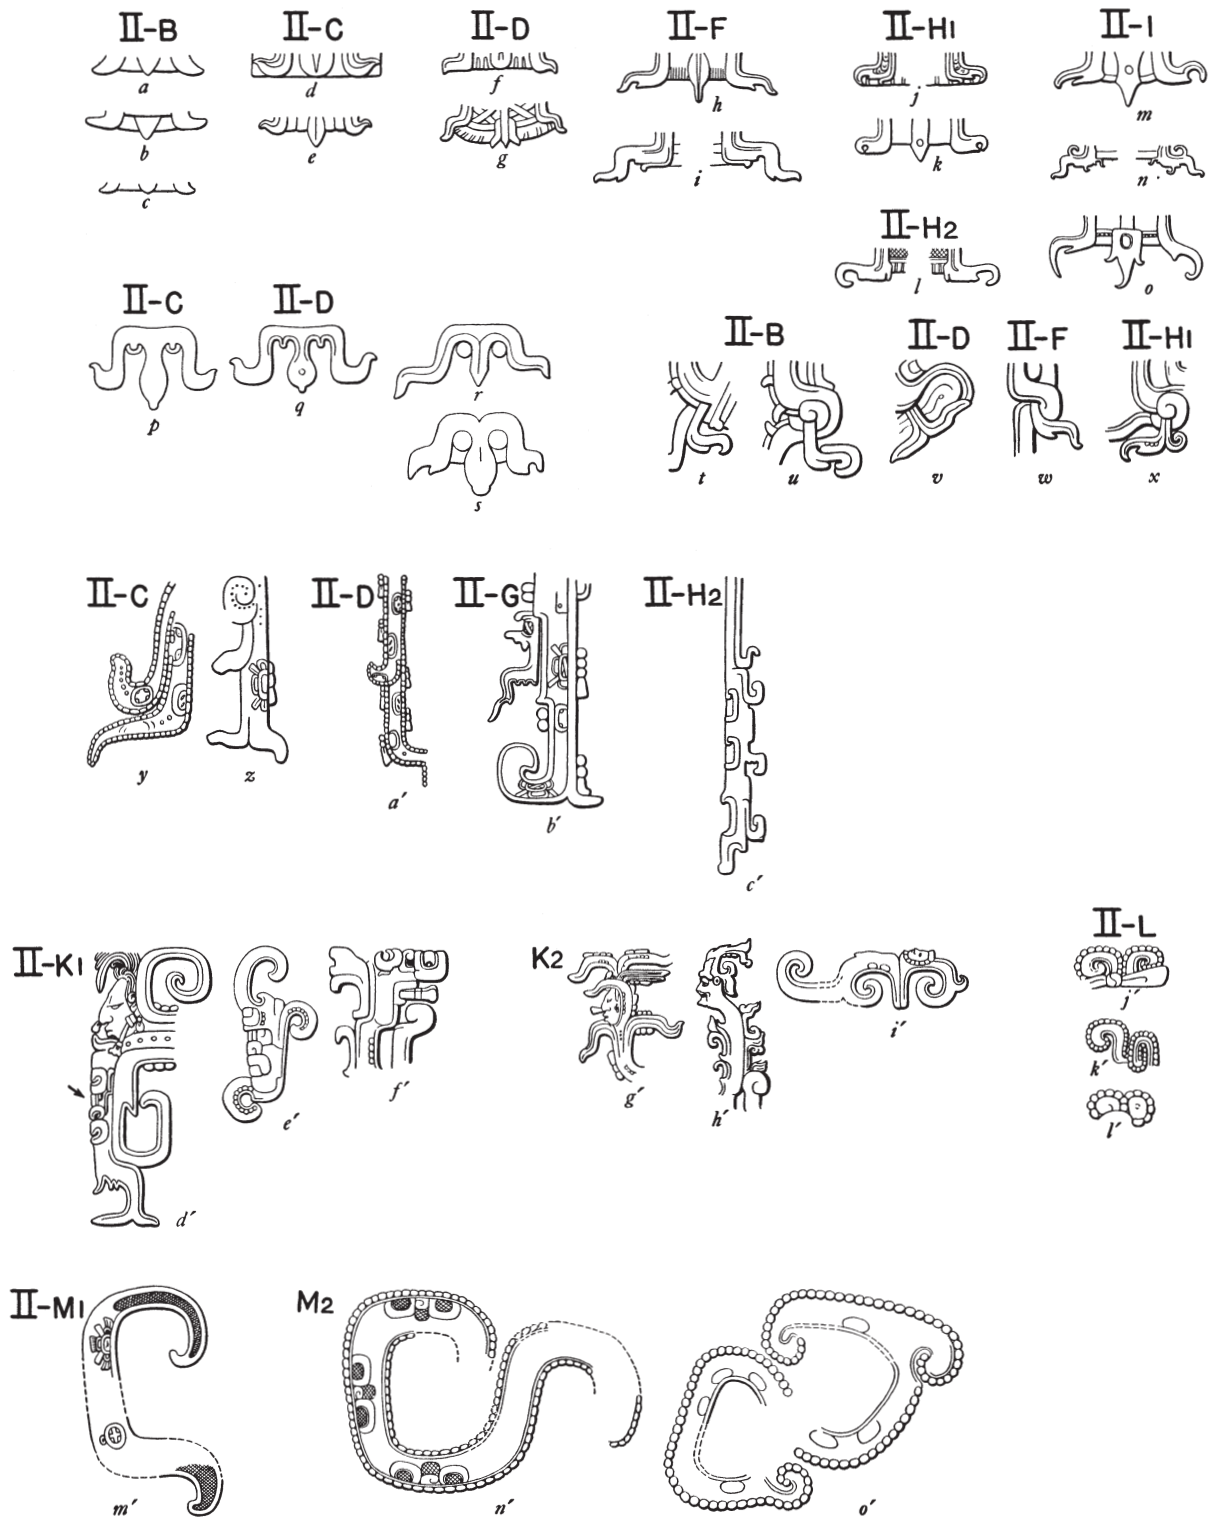 II-B II-C II-D II-F II-H1 II-I
a d f h j m
b e g i k n
c II-H2
l o
II-C II-D
p q r
s
II-B II-D II-F II-H1
t u v w x
II-C II-D II-G II-H2
y z a′ b′ c′
II-K1 K2 II-L
d′ e′ f′ g′ h′ i′ j′
k′
l′
II-M1 M2
m′ n′ o′